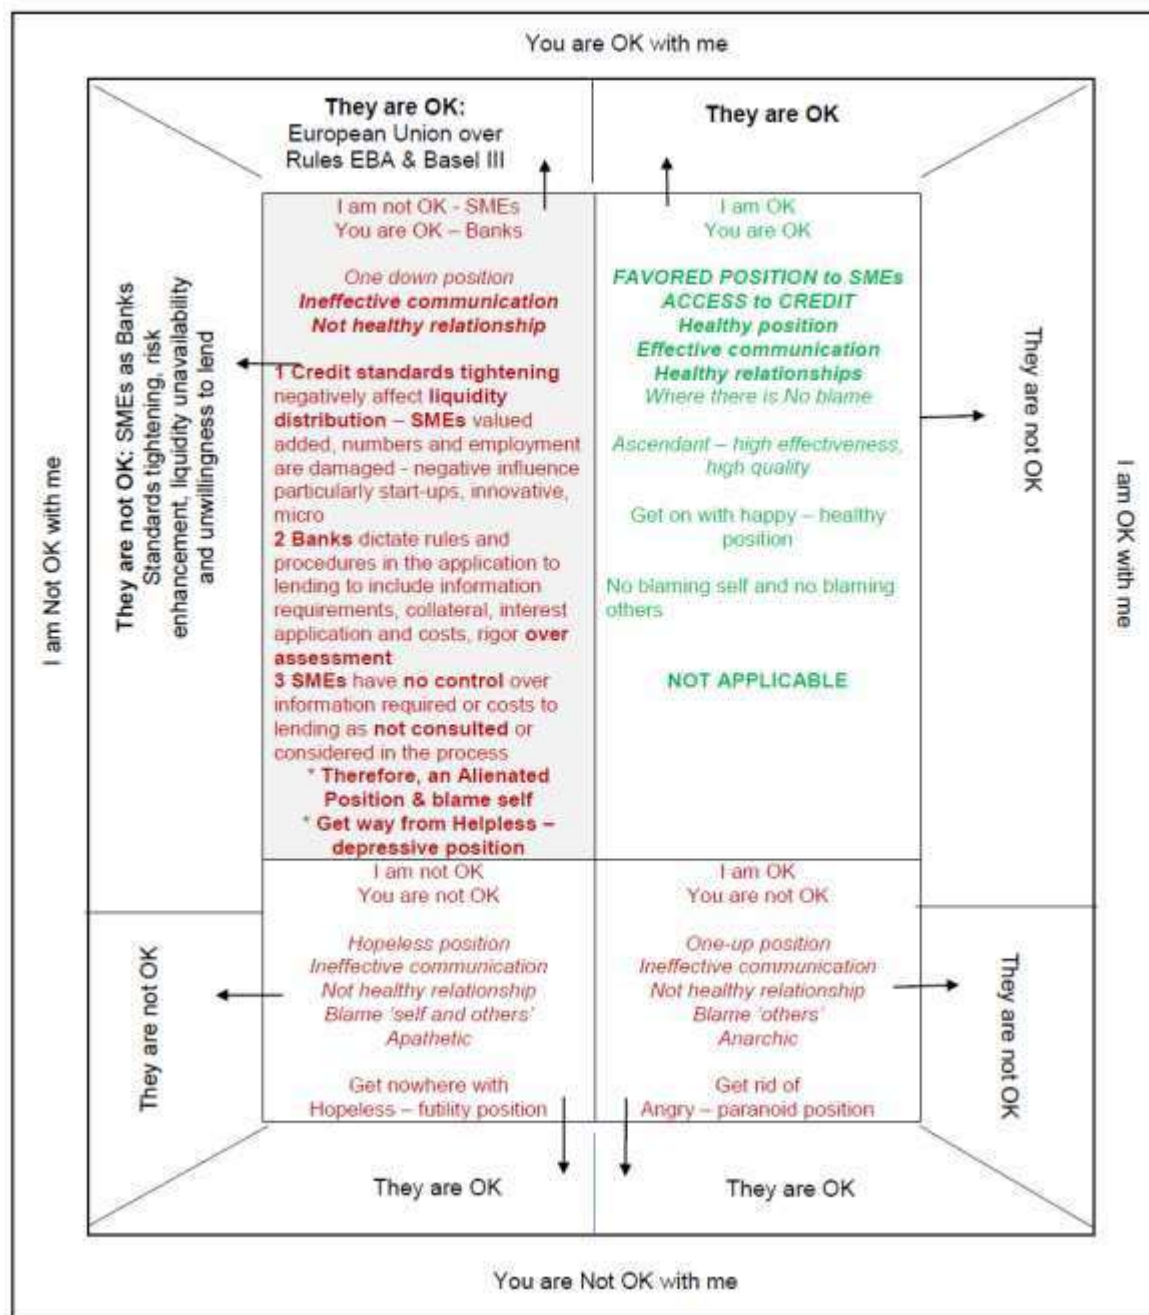 You are OK with me
They are OK:
European Union over
Rules EBA & Basel III
They are OK
I am Not OK with me
They are not OK: SMEs as Banks
Standards tightening, risk
enhancement, liquidity unavailability
and unwillingness to lend
I am not OK - SMEs
You are OK – Banks
One down position
Ineffective communication
Not healthy relationship
1 Credit standards tightening
negatively affect liquidity
distribution – SMEs valued
added, numbers and employment
are damaged - negative influence
particularly start-ups, innovative,
micro
2 Banks dictate rules and
procedures in the application to
lending to include information
requirements, collateral, interest
application and costs, rigor over
assessment
3 SMEs have no control over
information required or costs to
lending as not consulted or
considered in the process
* Therefore, an Alienated
Position & blame self
* Get way from Helpless –
depressive position
I am OK
You are OK
FAVORED POSITION to SMEs
ACCESS to CREDIT
Healthy position
Effective communication
Healthy relationships
Where there is No blame
Ascendant – high effectiveness,
high quality
Get on with happy – healthy
position
No blaming self and no blaming
others
NOT APPLICABLE
They are not OK
I am OK with me
They are not OK
I am not OK
You are not OK
Hopeless position
Ineffective communication
Not healthy relationship
Blame 'self and others'
Apathetic
Get nowhere with
Hopeless – futility position
I am OK
You are not OK
One-up position
Ineffective communication
Not healthy relationship
Blame 'others'
Anarchic
Get rid of
Angry – paranoid position
They are not OK
They are OK
They are OK
You are Not OK with me